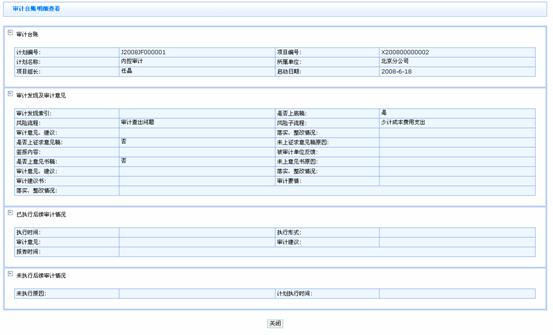 审计台账明细查看
审计台账
计划编号: J2008JF000001 项目编号: X200800000002
计划名称: 内控审计 所属单位: 北京分公司
项目组长: 任晶 启动日期: 2008-6-18
审计发现及审计意见
审计发现索引: 是否上底稿: 是
风险流程: 审计查出问题 风险子流程: 少计成本费用支出
审计意见、建议: 落实、整改情况:
是否上征求意见稿: 否 未上征求意见稿原因:
被审计单位反馈:
是否上意见书稿: 否 未上意见书原因:
审计意见、建议: 落实、整改情况:
审计建议书: 审计要情:
落实、整改情况:
已执行后续审计情况
执行时间: 执行形式:
审计意见: 审计建议:
报告时间:
未执行后续审计情况
未执行原因: 计划执行时间:
关闭